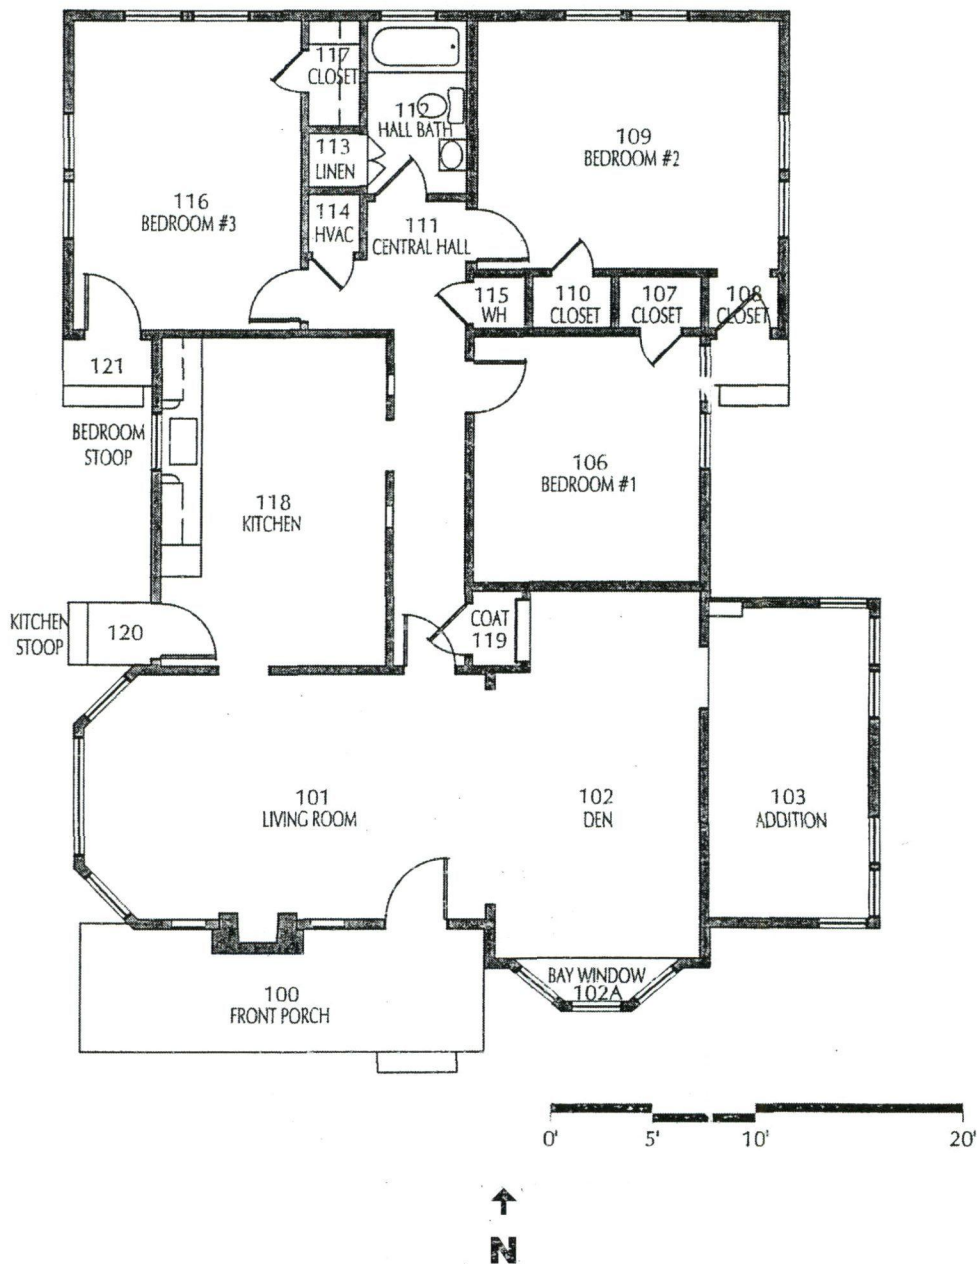 117
CLOSET
112
HALL BATH
113
LINEN
109
BEDROOM #2
116
BEDROOM #3
114
HVAC
111
CENTRAL HALL
115
WH
110
CLOSET
107
CLOSET
108
CLOSET
121
BEDROOM
STOOP
106
BEDROOM #1
118
KITCHEN
KITCHEN
STOOP
120
COAT
119
101
LIVING ROOM
102
DEN
103
ADDITION
BAY WINDOW
102A
100
FRONT PORCH
0' 5' 10' 20'
N